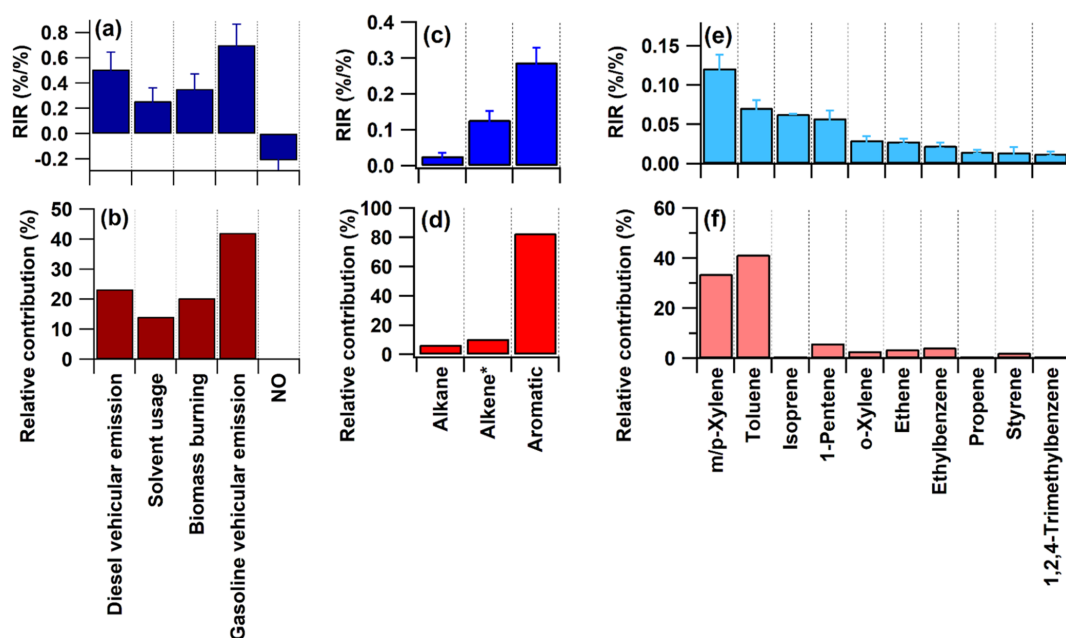 (a)
RIR (%/%)
0.8
0.6
0.4
0.2
0.0
-0.2
(b)
Relative contribution (%)
50
40
30
20
10
0
Diesel vehicular emission
Solvent usage
Biomass burning
Gasoline vehicular emission
NO
(c)
RIR (%/%)
0.4
0.3
0.2
0.1
0.0
(d)
Relative contribution (%)
100
80
60
40
20
0
Alkane
Alkene*
Aromatic
(e)
RIR (%/%)
0.15
0.10
0.05
0.00
(f)
Relative contribution (%)
60
40
20
0
m/p-Xylene
Toluene
Isoprene
1-Pentene
o-Xylene
Ethene
Ethylbenzene
Propene
Styrene
1,2,4-Trimethylbenzene